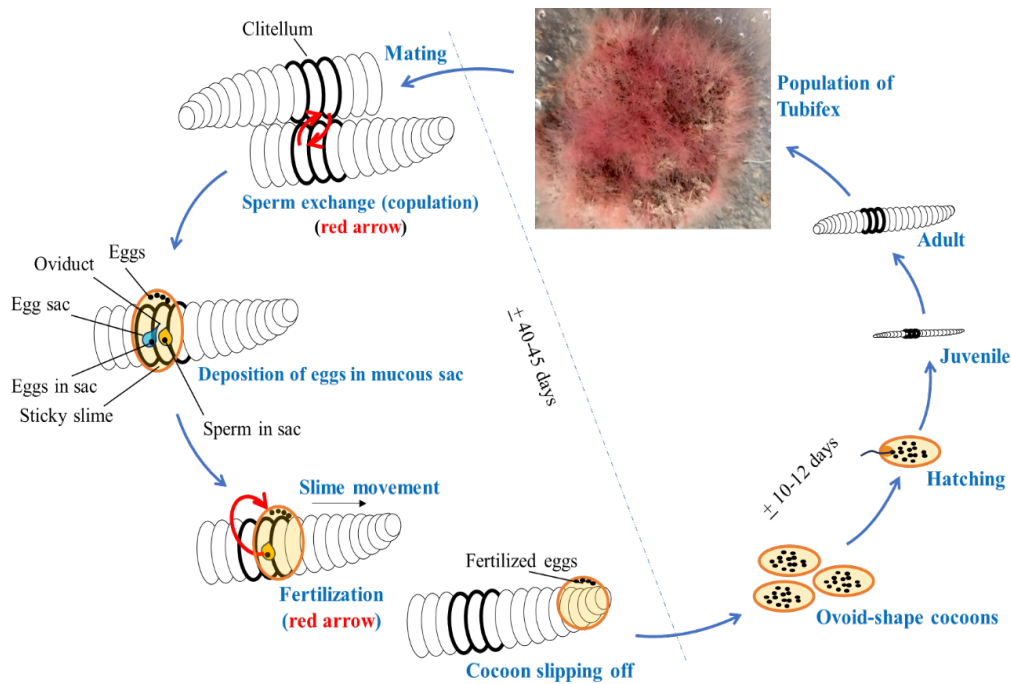 Clitellum
Mating
Population of
Tubifex
Sperm exchange (copulation)
(red arrow)
Adult
Eggs
Oviduct
Egg sac
Eggs in sac
Sticky slime
Deposition of eggs in mucous sac
Sperm in sac
± 40-45 days
Juvenile
± 10-12 days
Hatching
Slime movement
Fertilization
(red arrow)
Fertilized eggs
Cocoon slipping off
Ovoid-shape cocoons